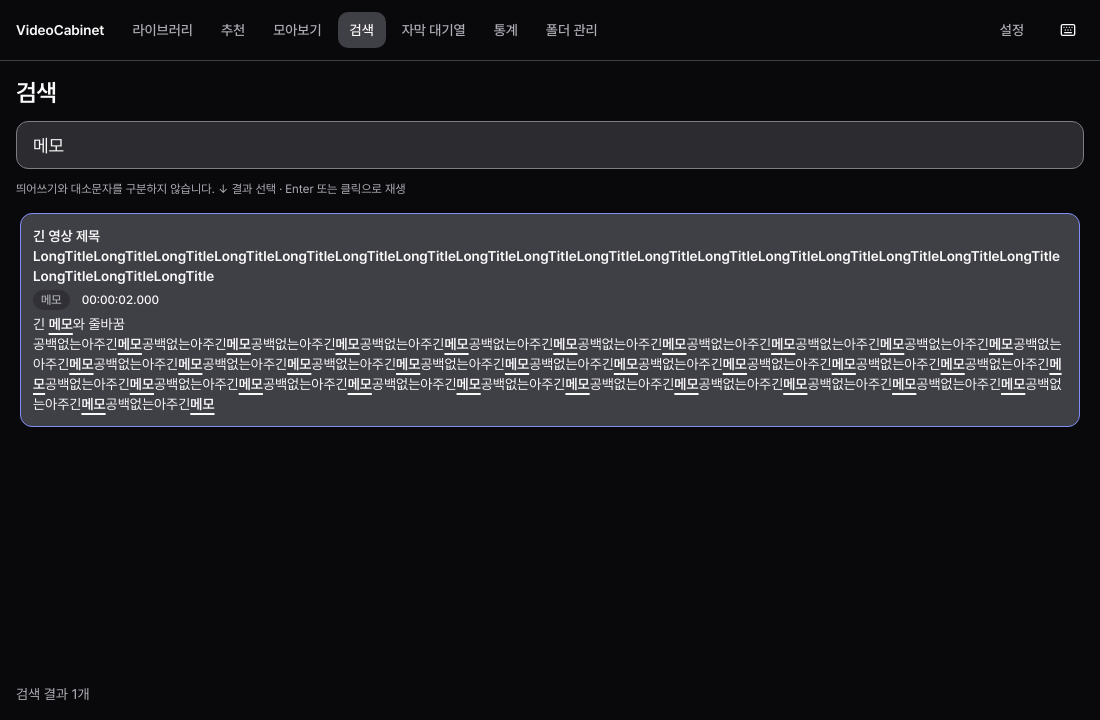 VideoCabinet 라이브러리 추천 모아보기 검색 자막 대기열 통계 폴더 관리 설정
검색
메모
띄어쓰기와 대소문자를 구분하지 않습니다. ↓ 결과 선택 · Enter 또는 클릭으로 재생
긴 영상 제목
LongTitleLongTitleLongTitleLongTitleLongTitleLongTitleLongTitleLongTitleLongTitleLongTitleLongTitleLongTitleLongTitleLongTitleLongTitleLongTitleLongTitle
LongTitleLongTitleLongTitle
메모 00:00:02.000
긴 메모와 줄바꿈
공백없는아주긴메모공백없는아주긴메모공백없는아주긴메모공백없는아주긴메모공백없는아주긴메모공백없는아주긴메모공백없는아주긴메모공백없는아주긴메모공백없는아주긴메모공백없는
아주긴메모공백없는아주긴메모공백없는아주긴메모공백없는아주긴메모공백없는아주긴메모공백없는아주긴메모공백없는아주긴메모공백없는아주긴메모공백없는아주긴메모공백없는아주긴메
모공백없는아주긴메모공백없는아주긴메모공백없는아주긴메모공백없는아주긴메모공백없는아주긴메모공백없는아주긴메모공백없는아주긴메모공백없는아주긴메모공백없는아주긴메모공백없
는아주긴메모공백없는아주긴메모
검색 결과 1개